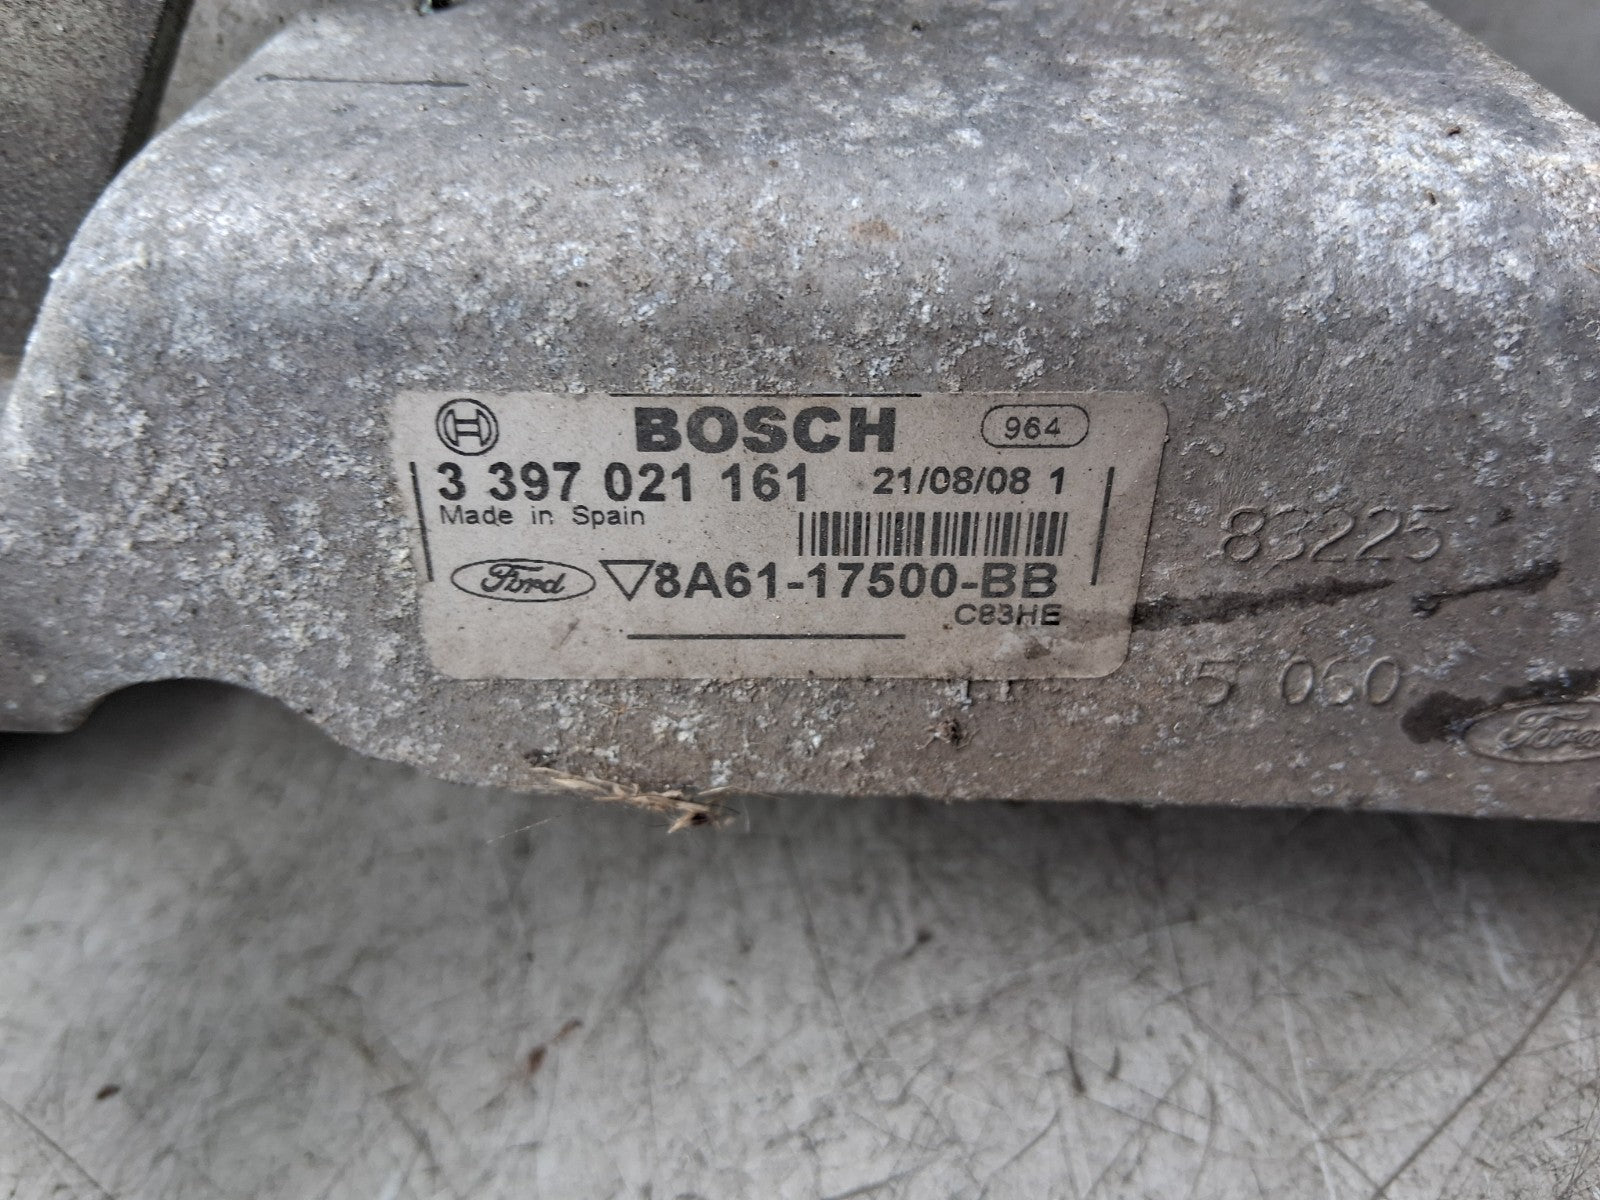 BOSCH 964
3 397 021 161 21/08/08 1
Made in Spain
Ford ▽8A61-17500-BB
C83HE
83225
5 060
Ford